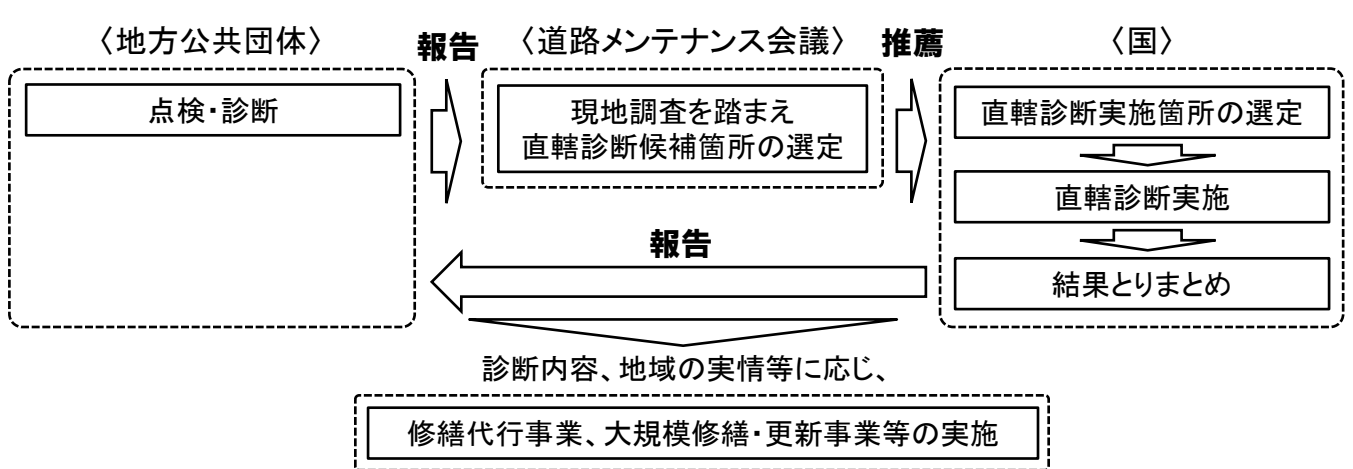 〈地方公共団体〉
報告
〈道路メンテナンス会議〉
推薦
〈国〉
点検・診断
現地調査を踏まえ
直轄診断候補箇所の選定
直轄診断実施箇所の選定
直轄診断実施
結果とりまとめ
報告
診断内容、地域の実情等に応じ、
修繕代行事業、大規模修繕・更新事業等の実施